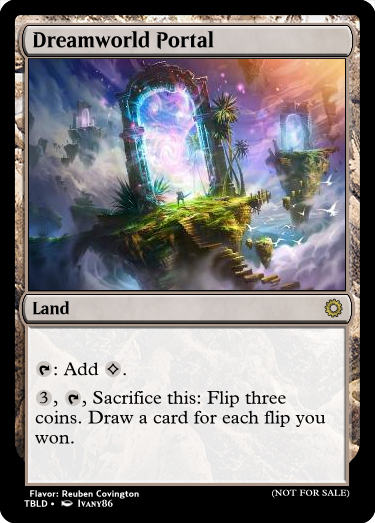 Dreamworld Portal
Land
: Add .
3, , Sacrifice this: Flip three
coins. Draw a card for each flip you
won.
Flavor: Reuben Covington
(NOT FOR SALE)
TBLD • Ivany86